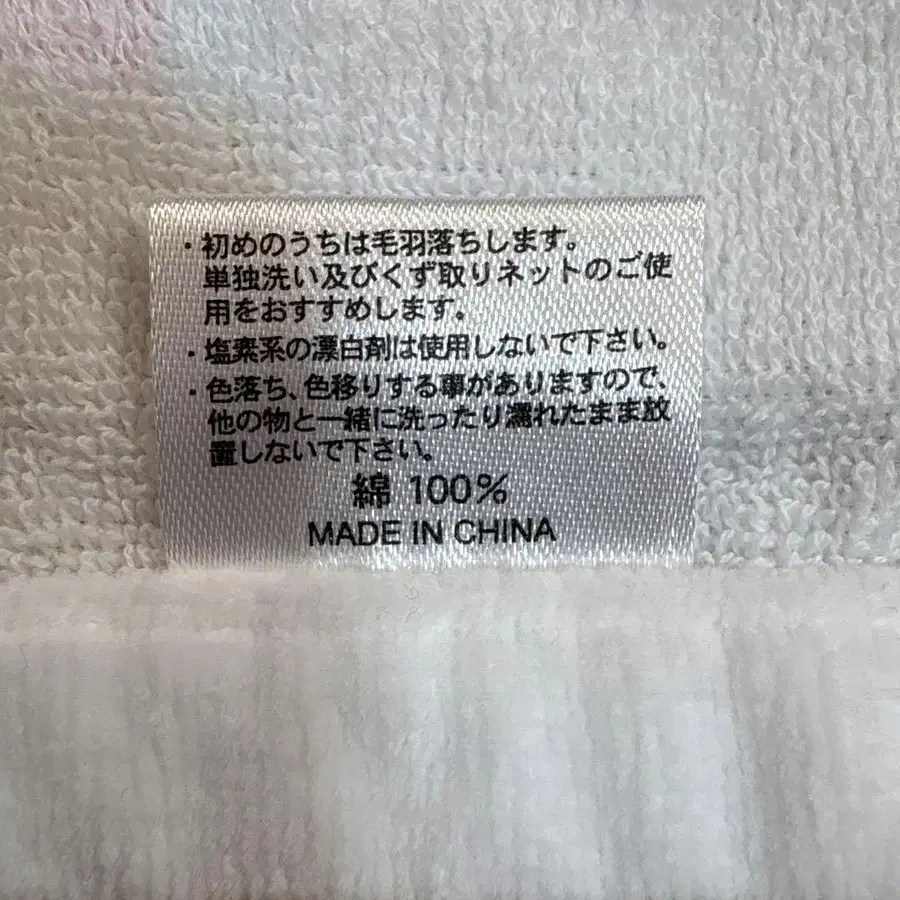 ・初めのうちは毛羽落ちします。
単独洗い及びくず取りネットのご使
用をおすすめします。
・塩素系の漂白剤は使用しないで下さい。
・色落ち、色移りする事がありますので、
他の物と一緒に洗ったり濡れたまま放
置しないで下さい。
綿 100%
MADE IN CHINA